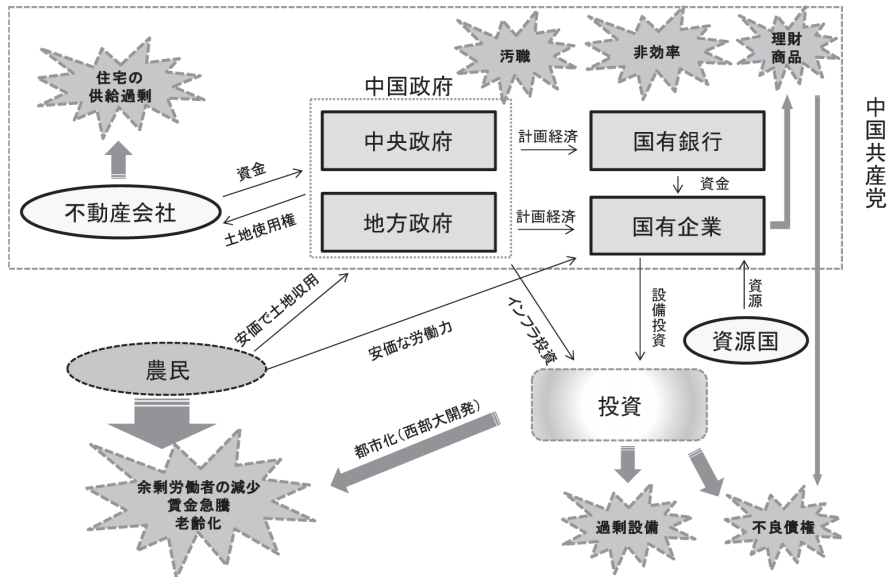 汚職
非効率
理財
商品
住宅の
供給過剰
中国政府
中央政府
計画経済
国有銀行
中国共産党
資金
資金
不動産会社
土地使用権
地方政府
計画経済
国有企業
安価で土地収用
安価な労働力
インフラ投資
設備投資
資源
資源国
農民
投資
都市化(西部大開発)
余剰労働者の減少
賃金急騰
老齢化
過剰設備
不良債権